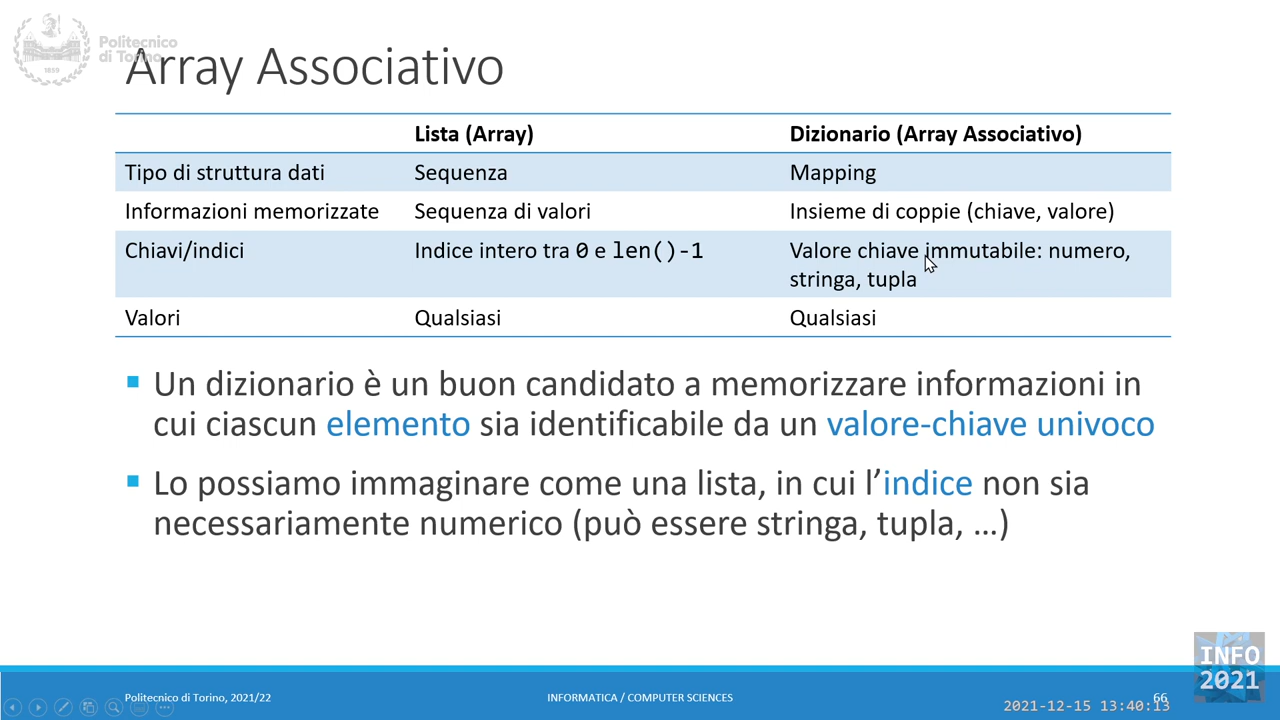 Politecnico
di Torino
1859
Array Associativo
Lista (Array) Dizionario (Array Associativo)
Tipo di struttura dati Sequenza Mapping
Informazioni memorizzate Sequenza di valori Insieme di coppie (chiave, valore)
Chiavi/indici Indice intero tra 0 e len()-1 Valore chiave immutabile: numero,
stringa, tupla
Valori Qualsiasi Qualsiasi
Un dizionario è un buon candidato a memorizzare informazioni in
cui ciascun elemento sia identificabile da un valore-chiave univoco
Lo possiamo immaginare come una lista, in cui l’indice non sia
necessariamente numerico (può essere stringa, tupla, …)
INFO
2021
Politecnico di Torino, 2021/22 INFORMATICA / COMPUTER SCIENCES 66
2021-12-15 13:40:13